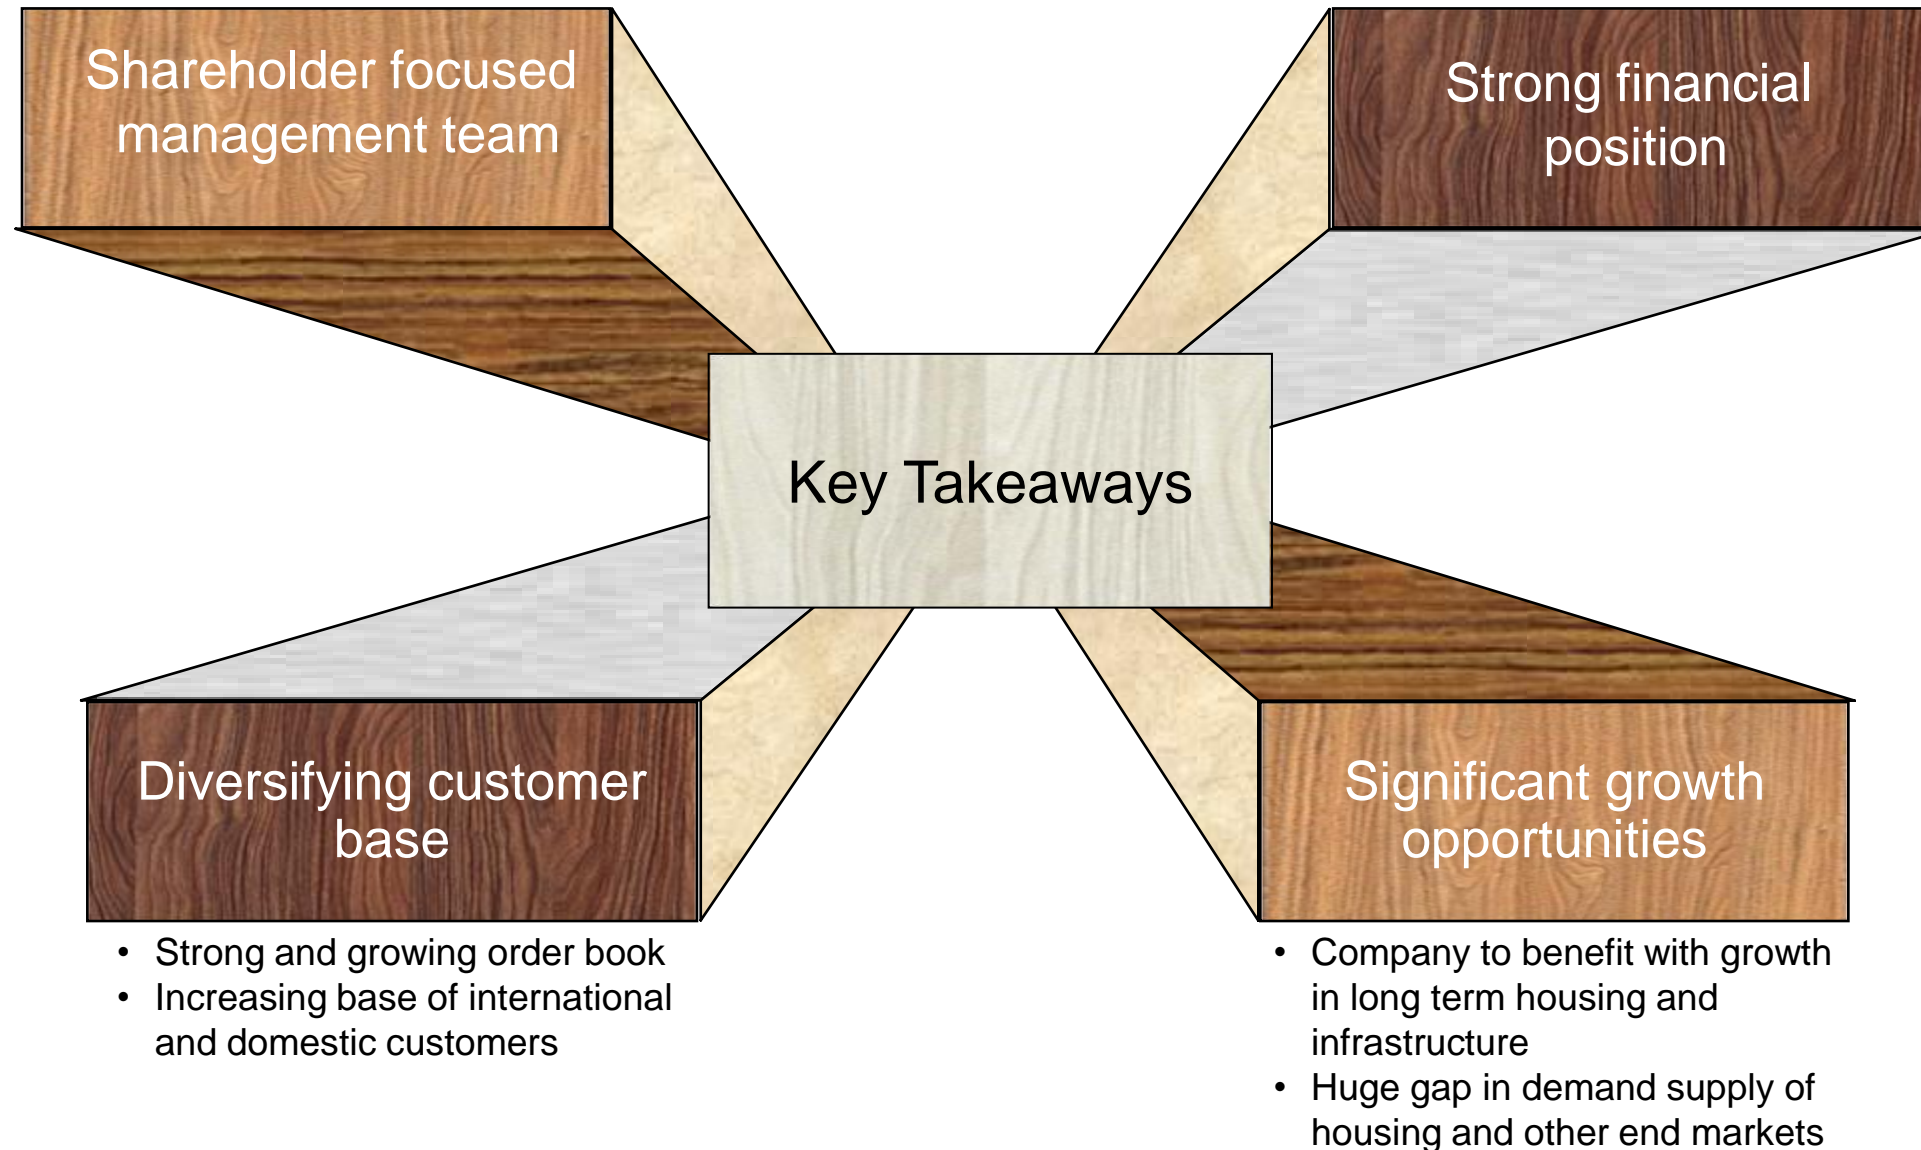 Shareholder focused
management team
Strong financial
position
Key Takeaways
Diversifying customer
base
• Strong and growing order book
• Increasing base of international
and domestic customers
Significant growth
opportunities
• Company to benefit with growth
in long term housing and
infrastructure
• Huge gap in demand supply of
housing and other end markets